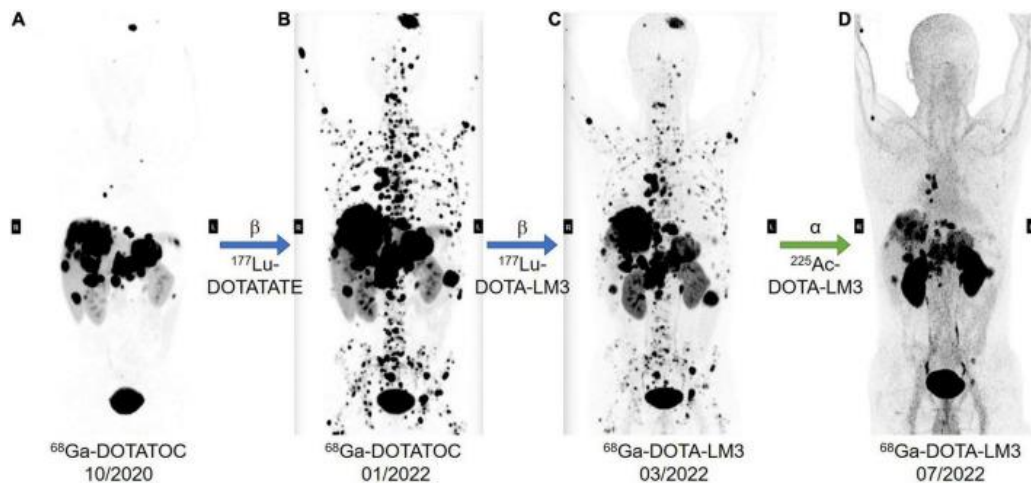 A
B
C
D
R
L
R
L
R
L
R
β
¹⁷⁷Lu-
DOTATATE
β
¹⁷⁷Lu-
DOTA-LM3
α
²²⁵Ac-
DOTA-LM3
⁶⁸Ga-DOTATOC
10/2020
⁶⁸Ga-DOTATOC
01/2022
⁶⁸Ga-DOTA-LM3
03/2022
⁶⁸Ga-DOTA-LM3
07/2022